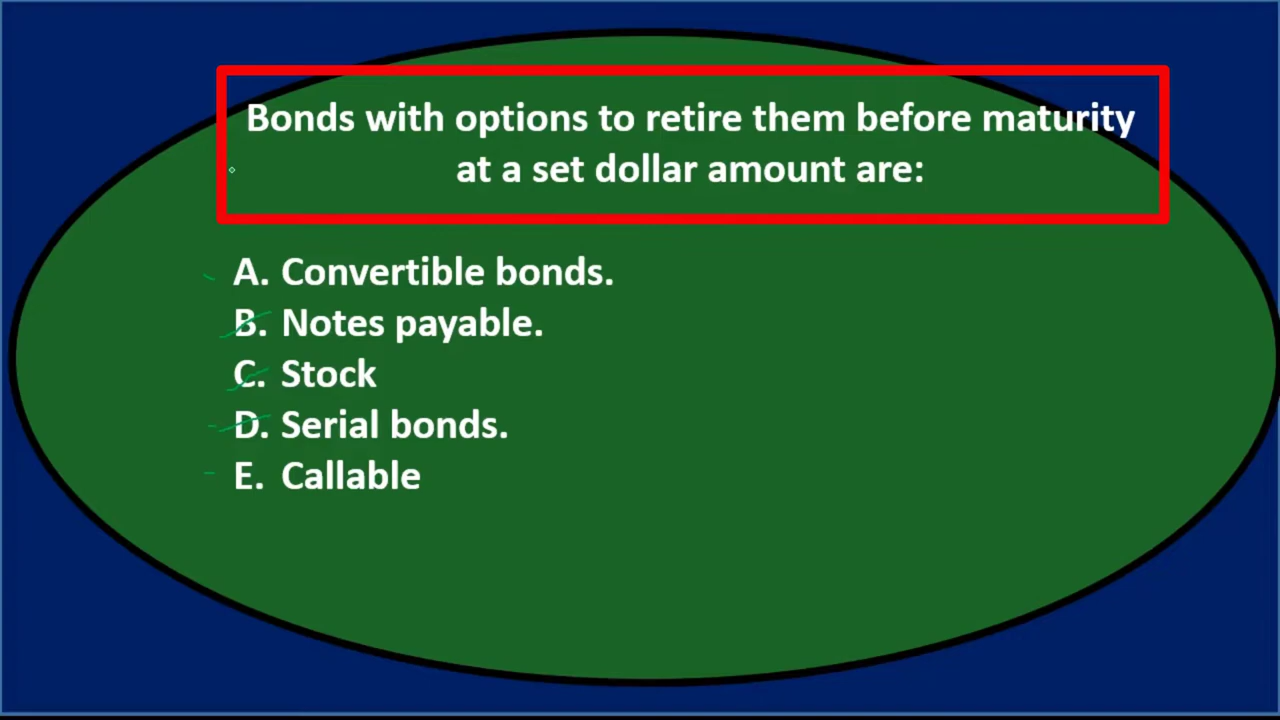 Bonds with options to retire them before maturity
at a set dollar amount are:
A. Convertible bonds.
B. Notes payable.
C. Stock
D. Serial bonds.
E. Callable